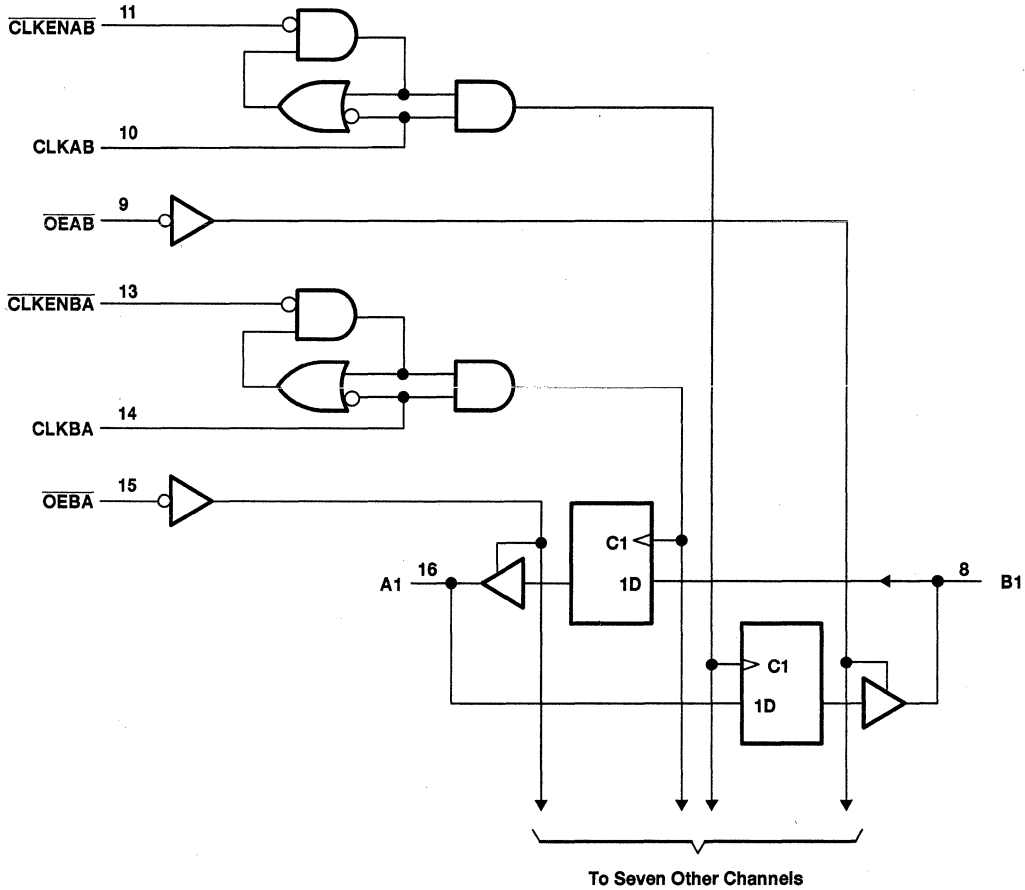 CLKENAB 11
CLKAB 10
OEAB 9
CLKENBA 13
CLKBA 14
OEBA 15
C1
A1 16 1D 8 B1
C1
1D
To Seven Other Channels